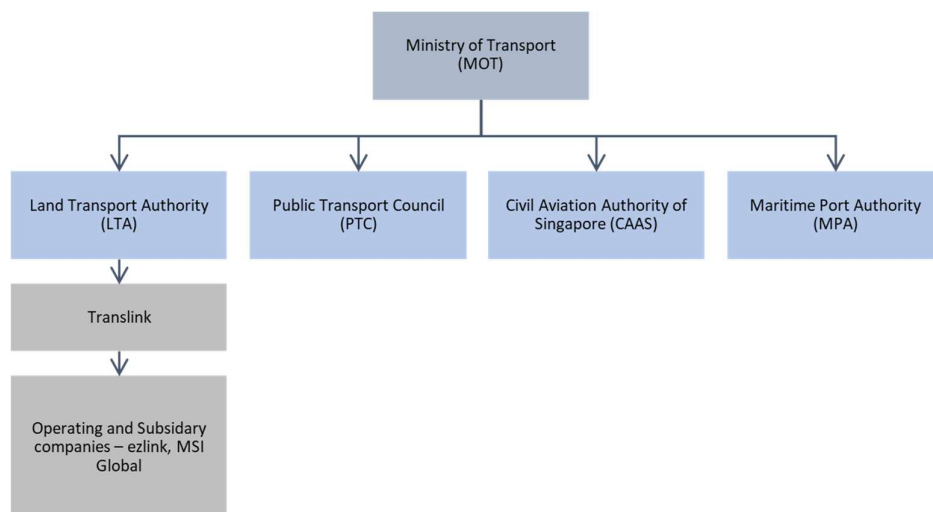 Ministry of Transport
(MOT)
Land Transport Authority
(LTA)
Public Transport Council
(PTC)
Civil Aviation Authority of
Singapore (CAAS)
Maritime Port Authority
(MPA)
Translink
Operating and Subsidary
companies – ezlink, MSI
Global